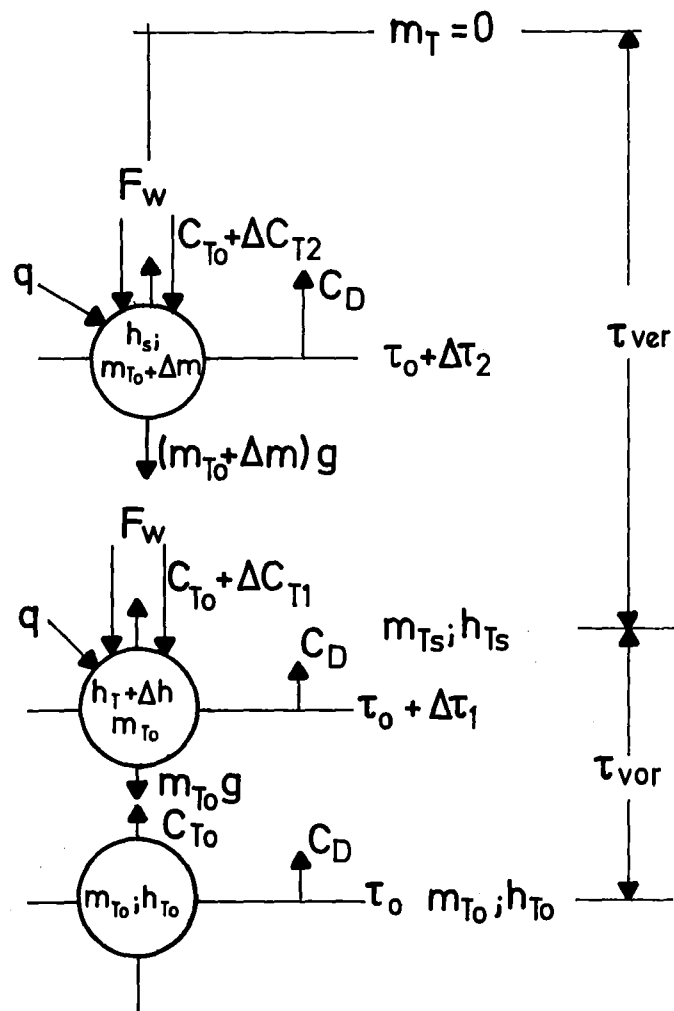 m_T = 0
F_w
C_To + ΔC_T2
q
C_D
h_s;
m_To + Δm
τ_o + Δτ_2
τ_ver
(m_To + Δm) g
F_w
C_To + ΔC_T1
q
C_D
m_Ts; h_Ts
h_T + Δh
m_To
τ_o + Δτ_1
τ_vor
m_To g
C_To
C_D
m_To; h_To
τ_o
m_To; h_To